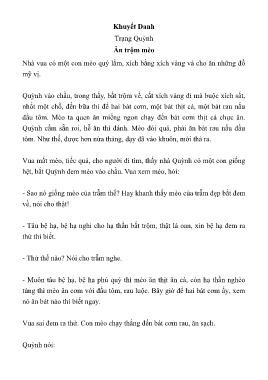 Khuyết Danh
Trạng Quỳnh
Ăn trộm mèo
Nhà vua có một con mèo quý lắm, xích bằng xích vàng và cho ăn những đồ
mỹ vị.
Quỳnh vào chầu, trong thấy, bắt trộm về, cất xích vàng đi mà buộc xích sắt,
nhốt một chỗ, đến bữa thì để hai bát cơm, một bát thịt cá, một bát rau nấu
đầu tôm. Mèo ta quen ăn miếng ngon chạy đến bát cơm thịt cá chực ăn.
Quỳnh cầm sẵn roi, hễ ăn thì đánh. Mèo đói quá, phải ăn bát rau nấu đầu
tôm. Như thế, được hơn nửa tháng, dạy đã vào khuôn, mới thả ra.
Vua mất mèo, tiếc quá, cho người đi tìm, thấy nhà Quỳnh có một con giống
hệt, bắt Quỳnh đem mèo vào chầu. Vua xem mèo, hỏi:
- Sao nó giống mèo của trẫm thế? Hay khanh thấy mèo của trẫm đẹp bắt đem
về, nói cho thật!
- Tâu bệ hạ, bệ hạ nghi cho hạ thần bắt trộm, thật là oan, xin bệ hạ đem ra
thử thì biết.
- Thử thế nào? Nói cho trẫm nghe.
- Muôn tâu bệ hạ, bệ hạ phú quý thì mèo ăn thịt ăn cá, còn hạ thần nghèo
túng thì mèo ăn cơm với đầu tôm, rau luộc. Bây giờ để hai bát cơm ấy, xem
nó ăn bát nào thì biết ngay.
Vua sai đem ra thử. Con mèo chạy thẳng đến bát cơm rau, ăn sạch.
Quỳnh nói: